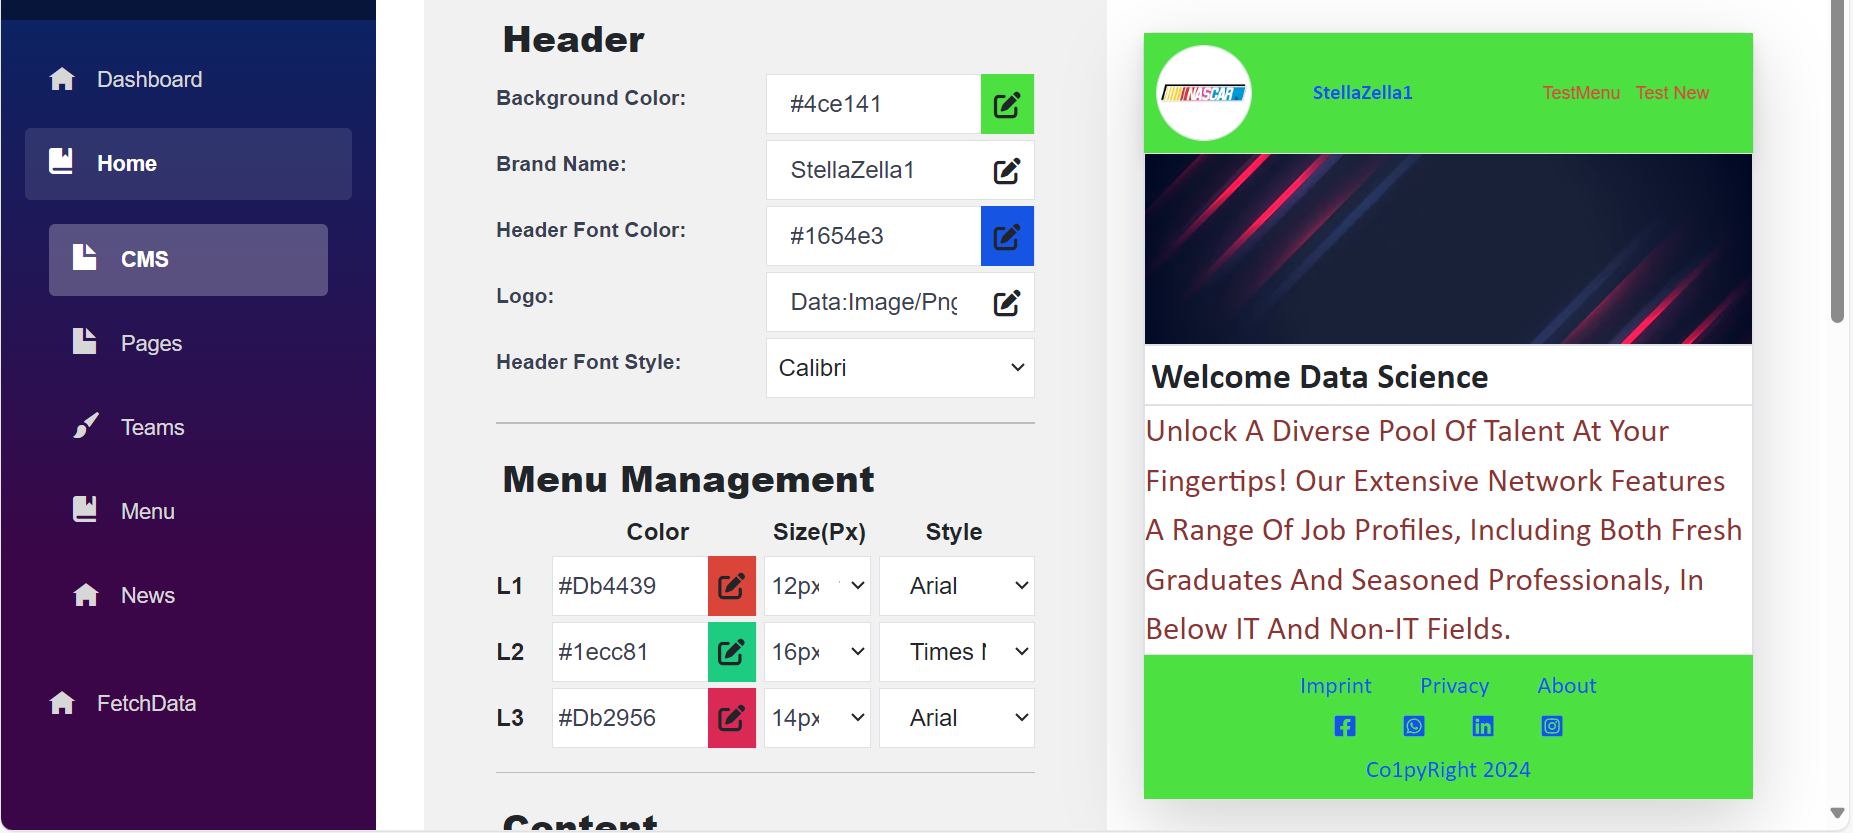 Dashboard
Home
CMS
Pages
Teams
Menu
News
FetchData
Header
Background Color:
#4ce141
Brand Name:
StellaZella1
Header Font Color:
#1654e3
Logo:
Data:Image/Png
Header Font Style:
Calibri
Menu Management
Color Size(Px) Style
L1 #Db4439 12px Arial
L2 #1ecc81 16px Times N
L3 #Db2956 14px Arial
Content
NASCAR
StellaZella1
TestMenu Test New
Welcome Data Science
Unlock A Diverse Pool Of Talent At Your
Fingertips! Our Extensive Network Features
A Range Of Job Profiles, Including Both Fresh
Graduates And Seasoned Professionals, In
Below IT And Non-IT Fields.
Imprint Privacy About
Co1pyRight 2024